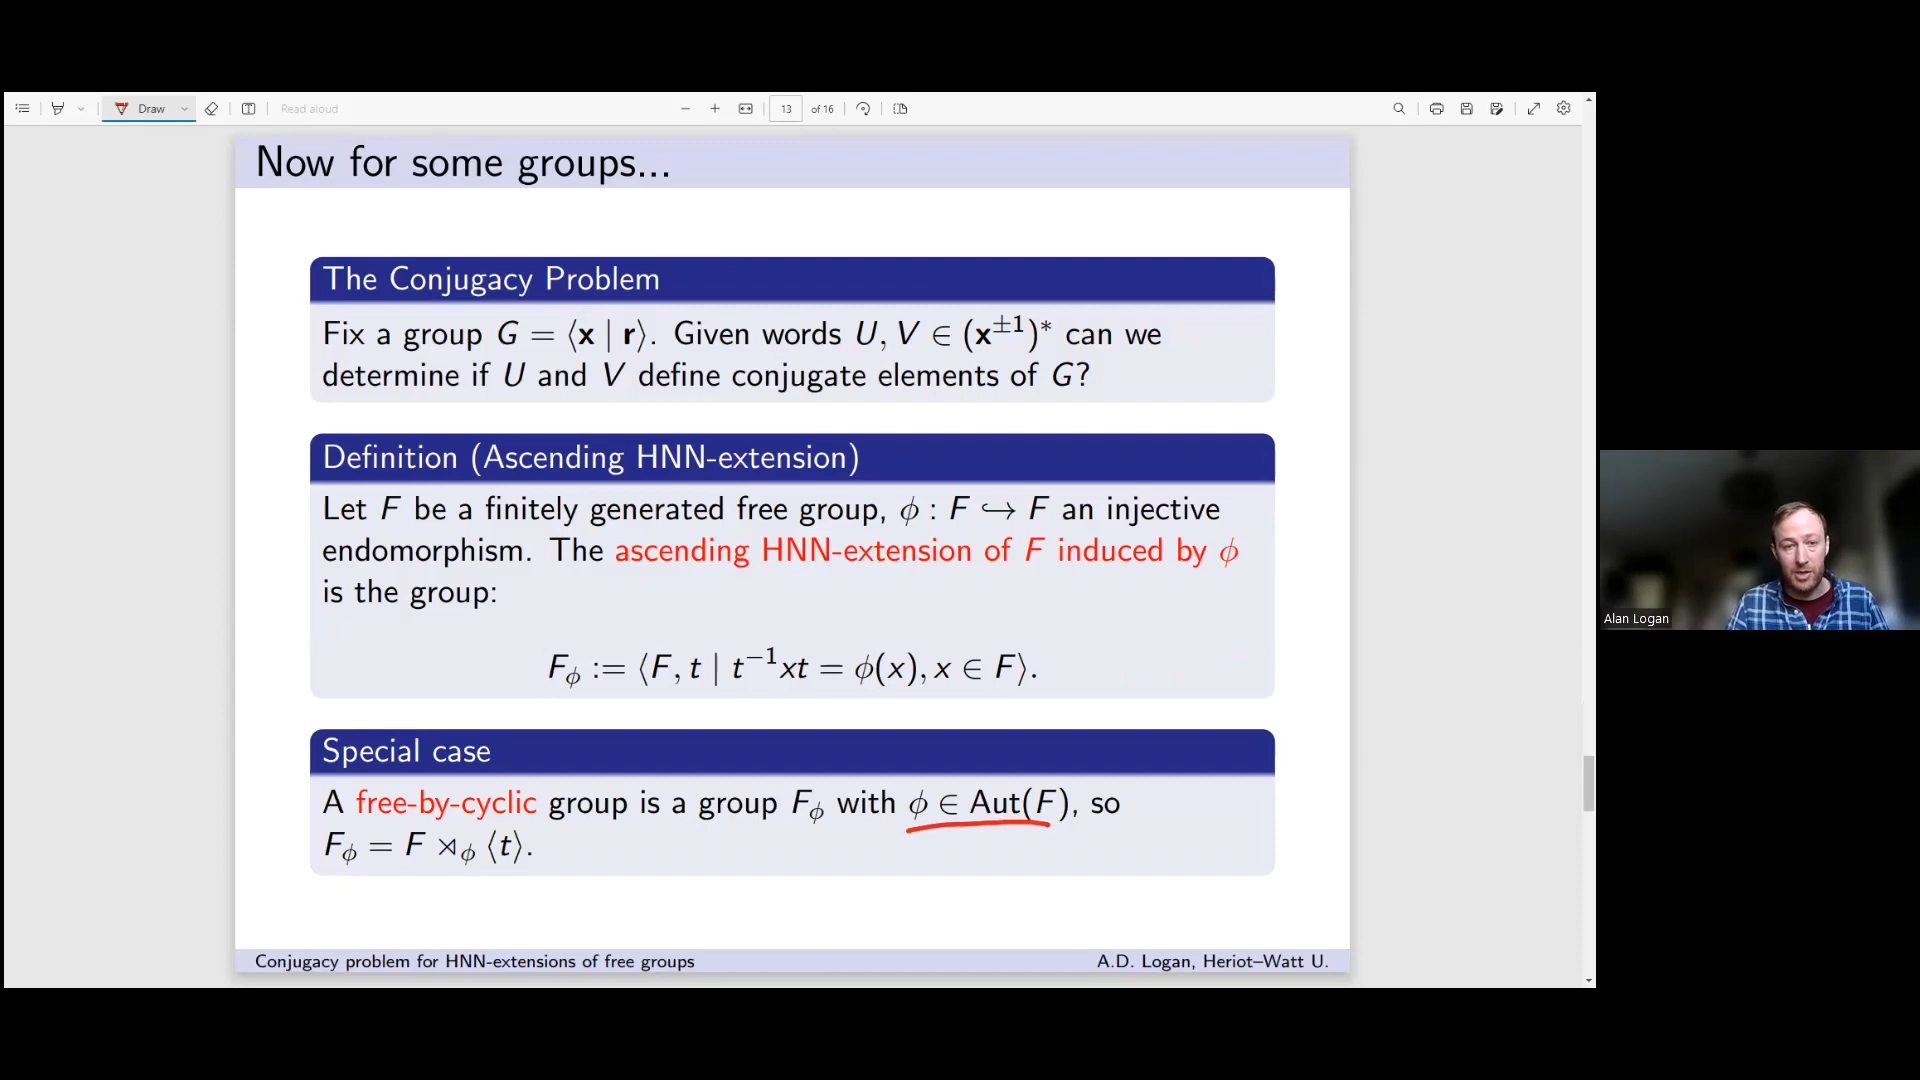 Draw
Read aloud
13 of 16
Now for some groups...
The Conjugacy Problem
Fix a group G = ⟨x | r⟩. Given words U, V ∈ (x^{±1})^* can we
determine if U and V define conjugate elements of G?
Definition (Ascending HNN-extension)
Let F be a finitely generated free group, ϕ : F ↪ F an injective
endomorphism. The ascending HNN-extension of F induced by ϕ
is the group:
F_ϕ := ⟨F, t | t^{−1}xt = ϕ(x), x ∈ F⟩.
Special case
A free-by-cyclic group is a group F_ϕ with ϕ ∈ Aut(F), so
F_ϕ = F ⋊_ϕ ⟨t⟩.
Conjugacy problem for HNN-extensions of free groups
A.D. Logan, Heriot–Watt U.
Alan Logan